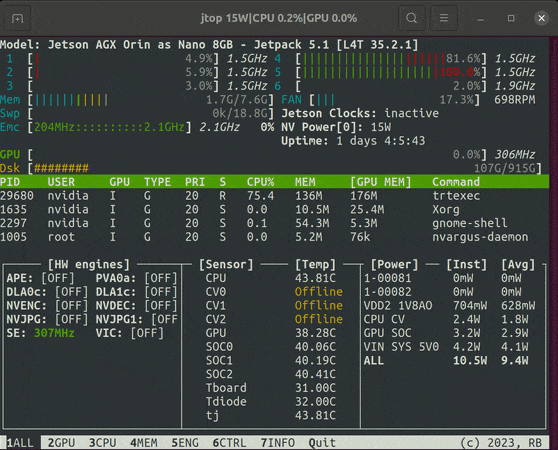 jtop 15W|CPU 0.2%|GPU 0.0%
Model: Jetson AGX Orin as Nano 8GB - Jetpack 5.1 [L4T 35.2.1]
1 [ 4.9%] 1.5GHz 4 [ 81.6%] 1.5GHz
2 [ 5.9%] 1.5GHz 5 [ 100.0%] 1.5GHz
3 [ 3.0%] 1.5GHz 6 [ 2.0%] 1.9GHz
Mem [ 1.7G/7.6G] FAN [ 17.3%] 698RPM
Swp [ 0k/18.8G] Jetson Clocks: inactive
Emc [204MHz::::::::::2.1GHz] 2.1GHz 0% NV Power[0]: 15W
Uptime: 1 days 4:5:43
GPU [ 0.0%] 306MHz
Dsk [######## 107G/915G]
PID USER GPU TYPE PRI S CPU% MEM [GPU MEM] Command
29680 nvidia I G 20 R 75.4 136M 176M trtexec
1635 nvidia I G 20 S 0.0 10.5M 25.4M Xorg
2297 nvidia I G 20 S 0.1 54.3M 5.3M gnome-shell
1005 root I G 20 S 0.0 5.2M 76k nvargus-daemon
[HW engines] [Sensor] [Temp] [Power] [Inst] [Avg]
APE: [OFF] PVA0a: [OFF] CPU 43.81C 1-00081 0mW 0mW
DLA0c: [OFF] DLA1c: [OFF] CV0 Offline 1-00082 0mW 0mW
NVENC: [OFF] NVDEC: [OFF] CV1 Offline VDD2 1V8AO 704mW 628mW
NVJPG: [OFF] NVJPG1: [OFF CV2 Offline CPU CV 2.4W 1.8W
SE: 307MHz VIC: [OFF] GPU 38.28C GPU SOC 3.2W 2.9W
SOC0 40.06C VIN SYS 5V0 4.2W 4.1W
SOC1 40.19C ALL 10.5W 9.4W
SOC2 40.41C
Tboard 31.00C
Tdiode 32.00C
tj 43.81C
1ALL 2GPU 3CPU 4MEM 5ENG 6CTRL 7INFO Quit (c) 2023, RB